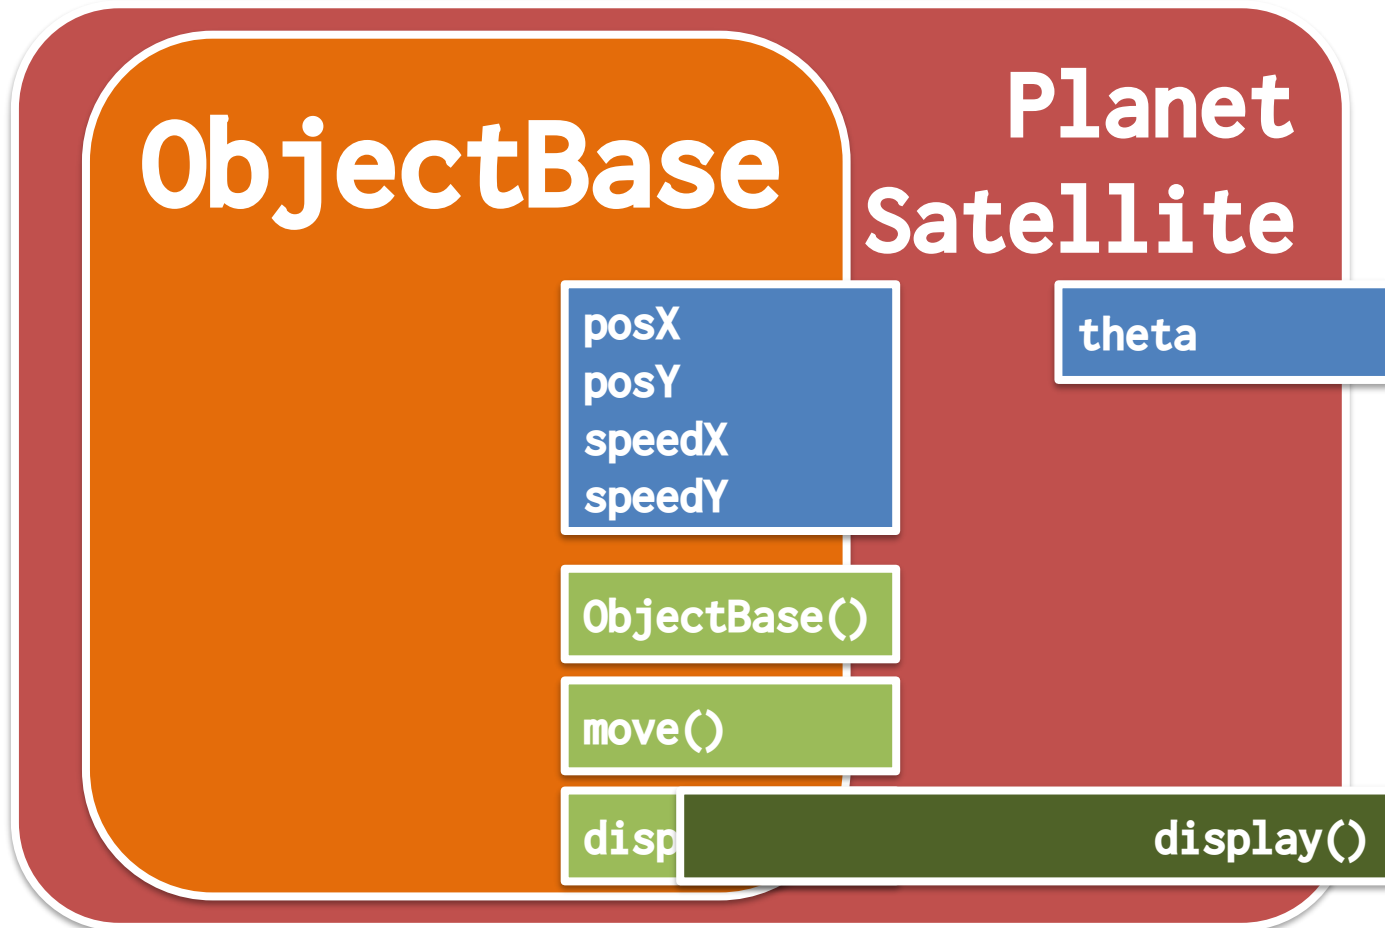 ObjectBase
Planet
Satellite
posX
posY
speedX
speedY
theta
ObjectBase()
move()
disp
display()